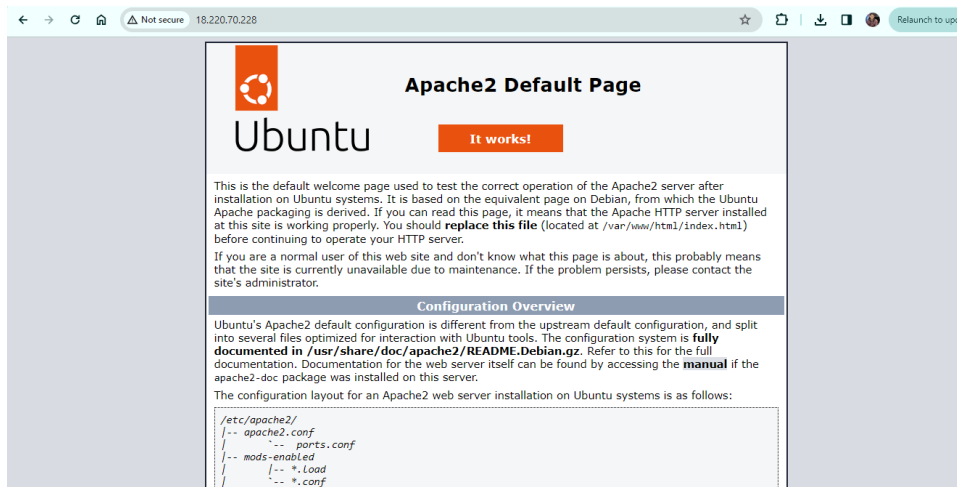 Not secure 18.220.70.228 Relaunch to upd
Apache2 Default Page
Ubuntu
It works!
This is the default welcome page used to test the correct operation of the Apache2 server after
installation on Ubuntu systems. It is based on the equivalent page on Debian, from which the Ubuntu
Apache packaging is derived. If you can read this page, it means that the Apache HTTP server installed
at this site is working properly. You should replace this file (located at /var/www/html/index.html)
before continuing to operate your HTTP server.
If you are a normal user of this web site and don't know what this page is about, this probably means
that the site is currently unavailable due to maintenance. If the problem persists, please contact the
site's administrator.
Configuration Overview
Ubuntu's Apache2 default configuration is different from the upstream default configuration, and split
into several files optimized for interaction with Ubuntu tools. The configuration system is fully
documented in /usr/share/doc/apache2/README.Debian.gz. Refer to this for the full
documentation. Documentation for the web server itself can be found by accessing the manual if the
apache2-doc package was installed on this server.
The configuration layout for an Apache2 web server installation on Ubuntu systems is as follows:
/etc/apache2/
|-- apache2.conf
|       `--  ports.conf
|-- mods-enabled
|       |-- *.load
|       `-- *.conf